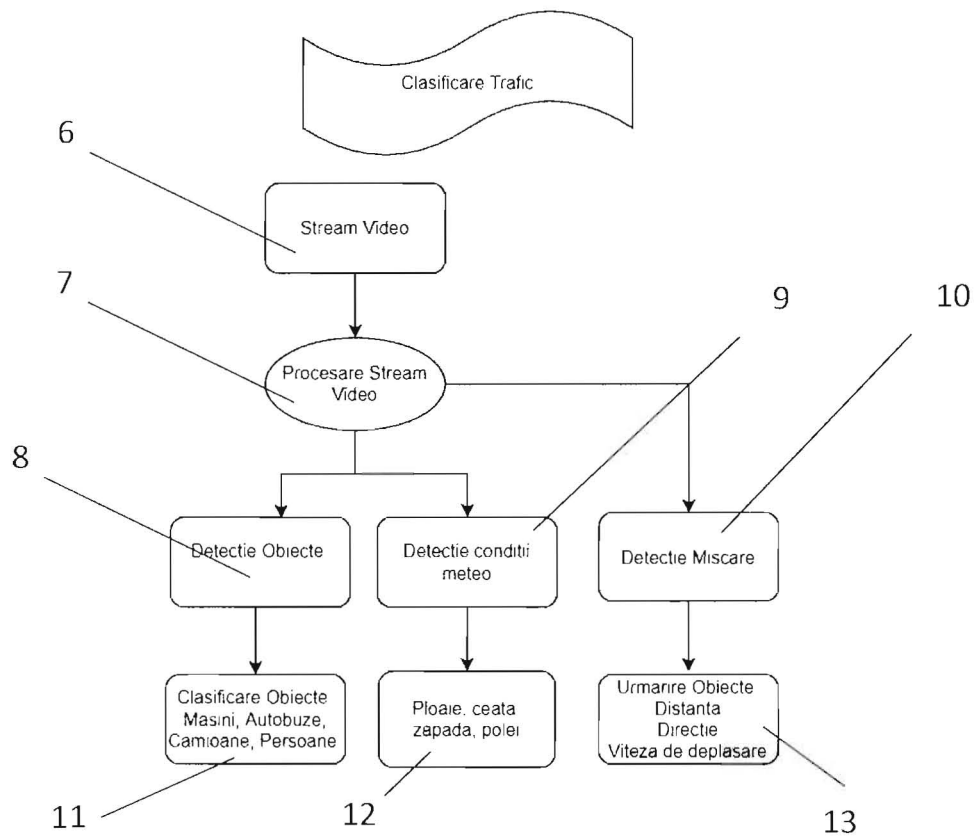 Clasificare Trafic
6
Stream Video
7
9
10
Procesare Stream
Video
8
Detectie Obiecte
Detectie conditii
meteo
Detectie Miscare
Clasificare Obiecte
Masini, Autobuze,
Camioane, Persoane
Ploaie, ceata
zapada, polei
Urmarire Obiecte
Distanta
Directie
Viteza de deplasare
11
12
13